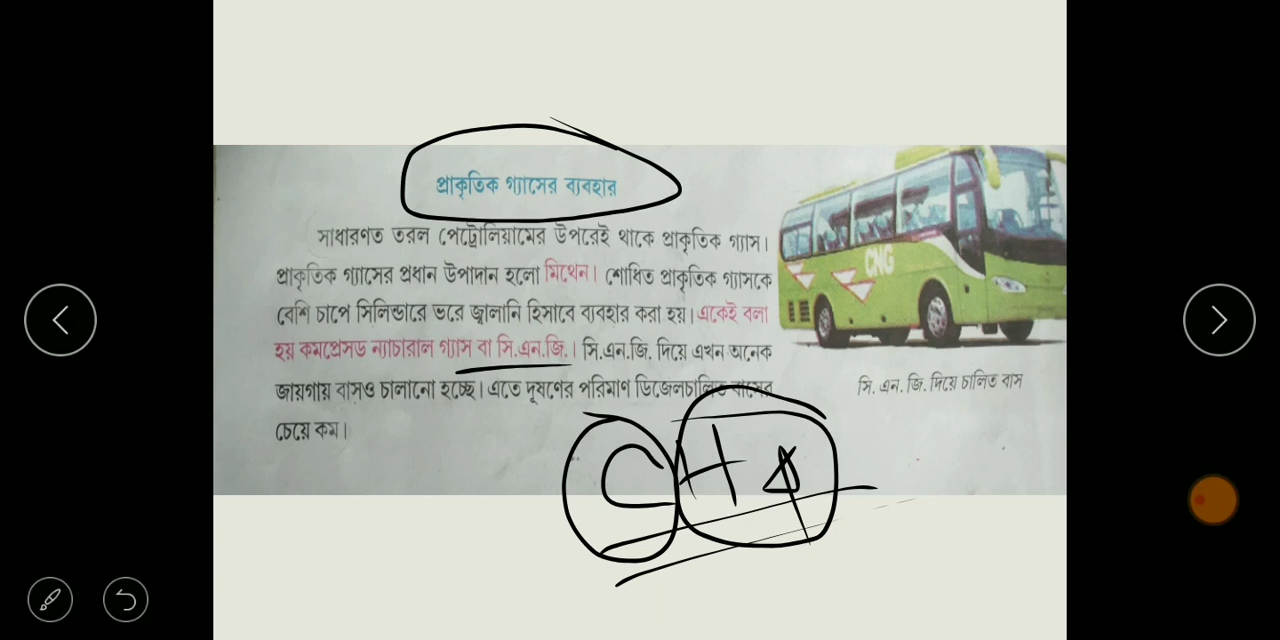 প্রাকৃতিক গ্যাসের ব্যবহার
সাধারণত তরল পেট্রোলিয়ামের উপরেই থাকে প্রাকৃতিক গ্যাস।
প্রাকৃতিক গ্যাসের প্রধান উপাদান হলো মিথেন। শোধিত প্রাকৃতিক গ্যাসকে
বেশি চাপে সিলিন্ডারে ভরে জ্বালানি হিসাবে ব্যবহার করা হয়। একেই বলা
হয় কমপ্রেসড ন্যাচারাল গ্যাস বা সি.এন.জি.। সি.এন.জি. দিয়ে এখন অনেক
জায়গায় বাসও চালানো হচ্ছে। এতে দূষণের পরিমাণ ডিজেলচালিত বাসের
চেয়ে কম।
CNG
সি. এন. জি. দিয়ে চালিত বাস
CH4